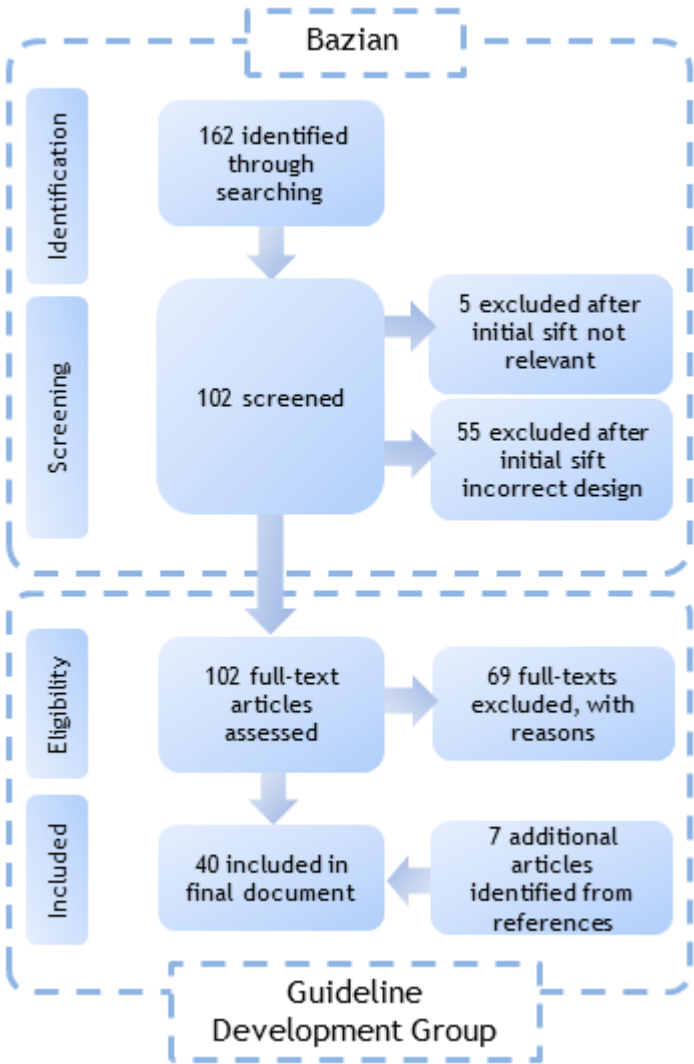 Bazian
Identification
162 identified
through
searching
Screening
102 screened
5 excluded after
initial sift not
relevant
55 excluded after
initial sift
incorrect design
Eligibility
102 full-text
articles
assessed
69 full-texts
excluded, with
reasons
Included
40 included in
final document
7 additional
articles
identified from
references
Guideline
Development Group